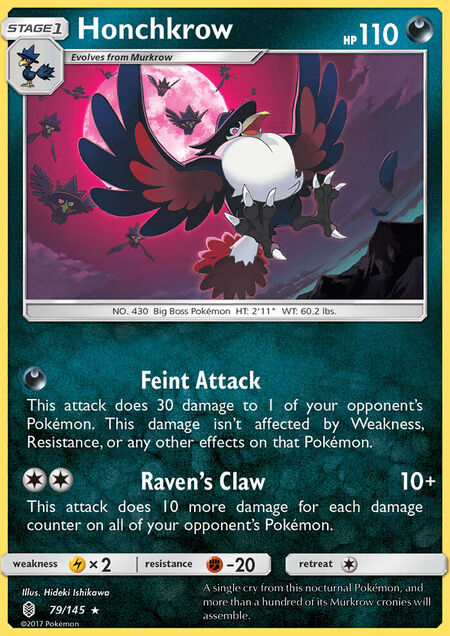 STAGE 1 Honchkrow HP 110
Evolves from Murkrow
NO. 430 Big Boss Pokémon HT: 2'11" WT: 60.2 lbs.
Feint Attack
This attack does 30 damage to 1 of your opponent's
Pokémon. This damage isn't affected by Weakness,
Resistance, or any other effects on that Pokémon.
Raven's Claw 10+
This attack does 10 more damage for each damage
counter on all of your opponent's Pokémon.
weakness ×2 resistance -20 retreat
Illus. Hideki Ishikawa
79/145 ★
©2017 Pokémon
A single cry from this nocturnal Pokémon, and
more than a hundred of its Murkrow cronies will
assemble.